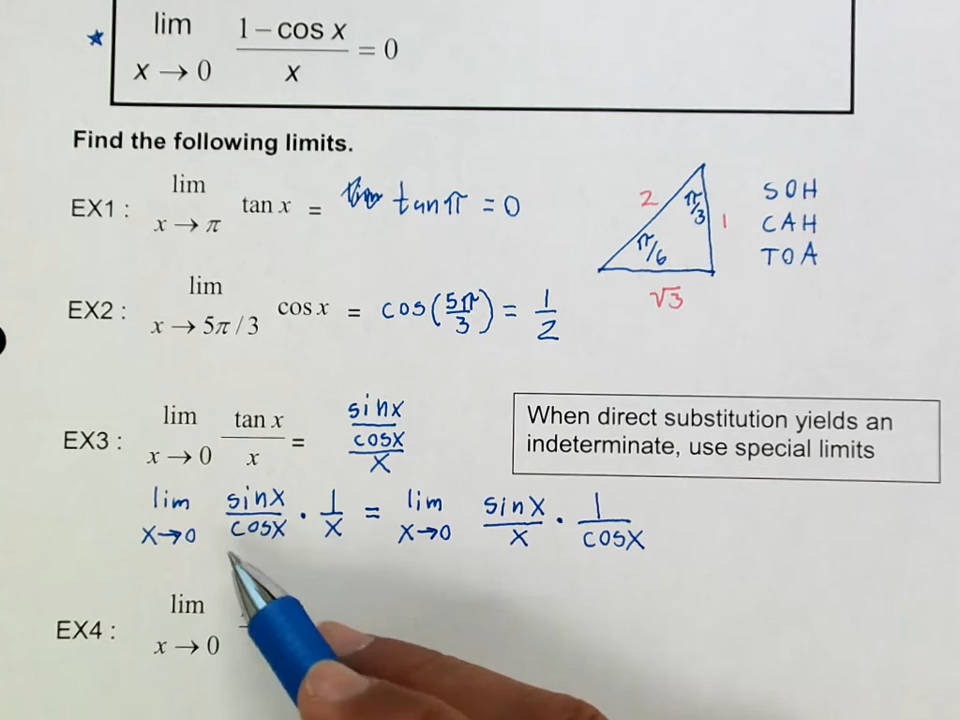 lim 1 – cos x
x → 0 x = 0
Find the following limits.
EX1 : lim x → π tan x = tan π = 0
2 π/3 1 π/6 √3
SOH
CAH
TOA
EX2 : lim x → 5π / 3 cos x = cos(5π/3) = 1/2
EX3 : lim x → 0 tan x / x = sinx/cosx / x
When direct substitution yields an
indeterminate, use special limits
lim x→0 sinx/cosx · 1/x = lim x→0 sinx/x · 1/cosx
EX4 : lim x → 0